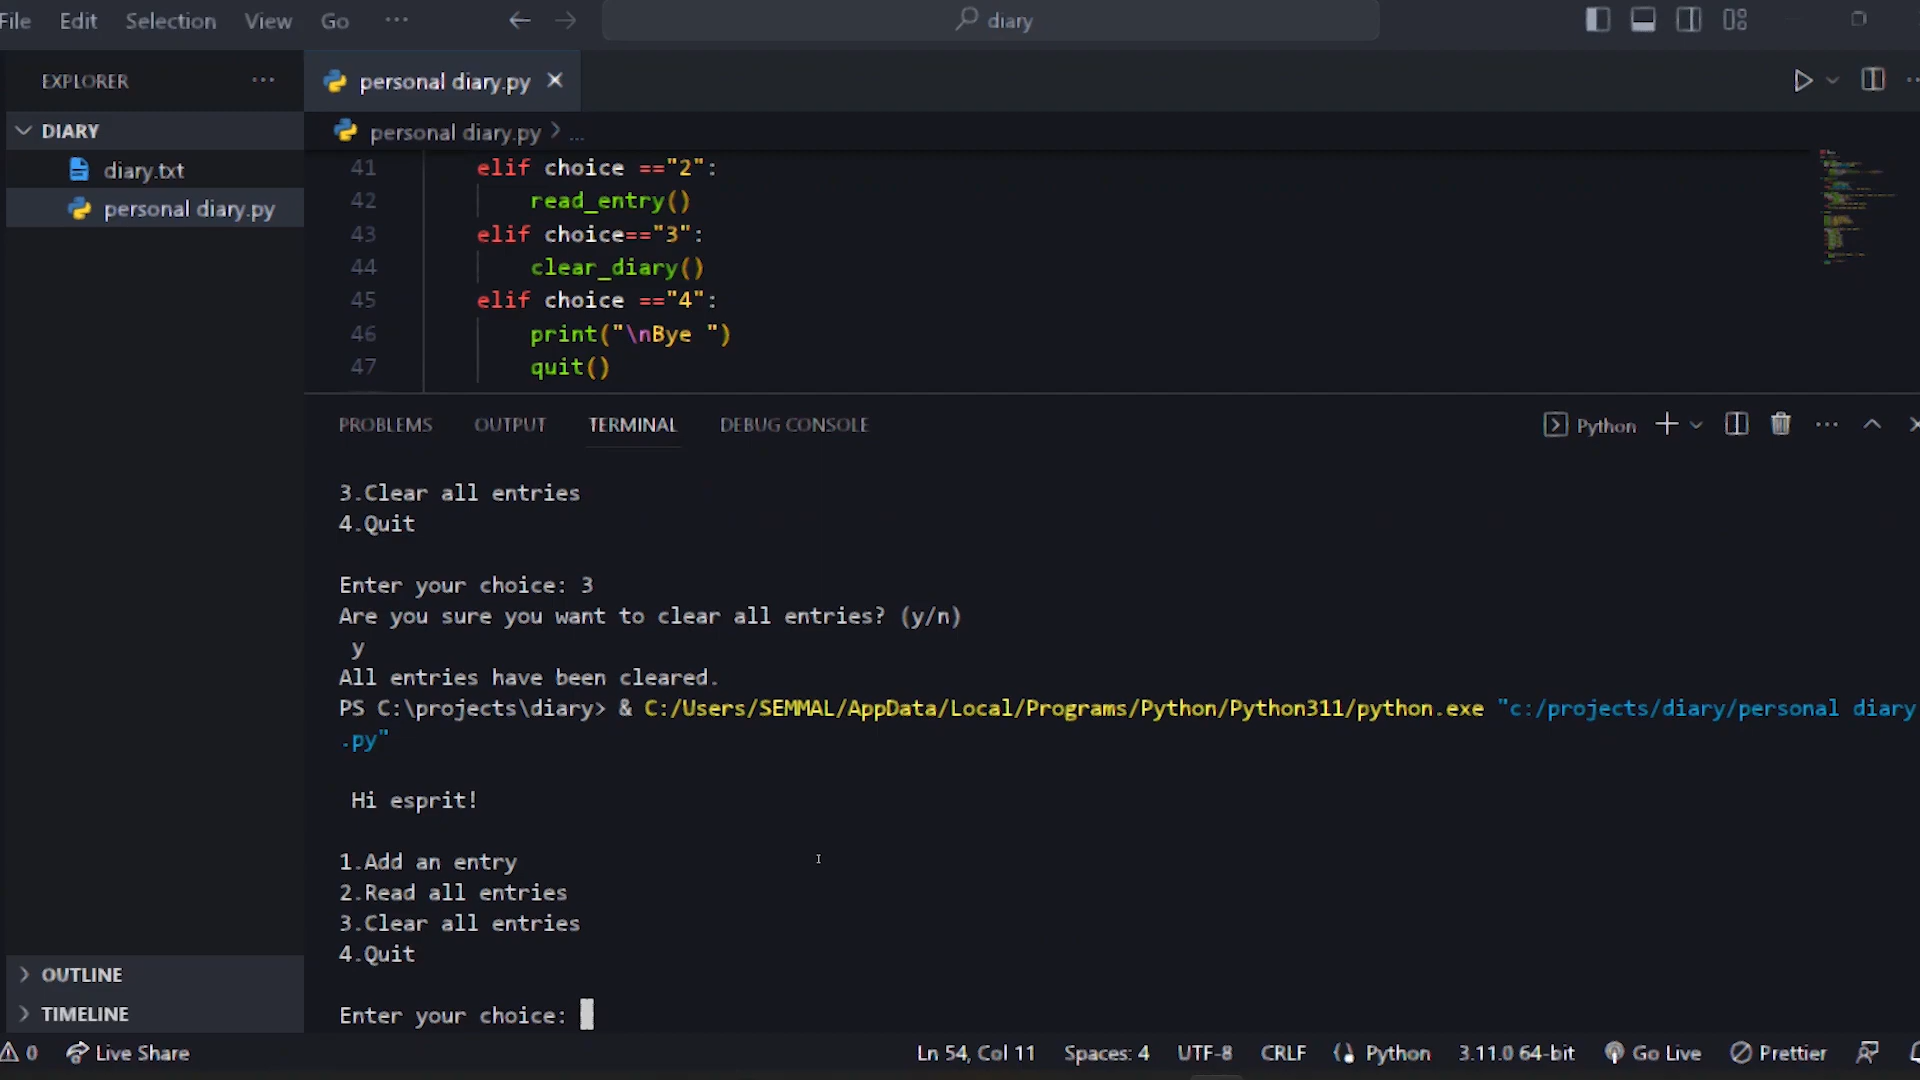 File Edit Selection View Go ... diary
EXPLORER ...
personal diary.py
DIARY
personal diary.py > ...
diary.txt
personal diary.py
41 elif choice =="2":
42 read_entry()
43 elif choice=="3":
44 clear_diary()
45 elif choice =="4":
46 print("\nBye ")
47 quit()
PROBLEMS OUTPUT TERMINAL DEBUG CONSOLE Python
3.Clear all entries
4.Quit
Enter your choice: 3
Are you sure you want to clear all entries? (y/n)
y
All entries have been cleared.
PS C:\projects\diary> & C:/Users/SEMMAL/AppData/Local/Programs/Python/Python311/python.exe "c:/projects/diary/personal diary
.py"
Hi esprit!
1.Add an entry
2.Read all entries
3.Clear all entries
4.Quit
Enter your choice:
OUTLINE
TIMELINE
0 Live Share Ln 54, Col 11 Spaces: 4 UTF-8 CRLF Python 3.11.0 64-bit Go Live Prettier